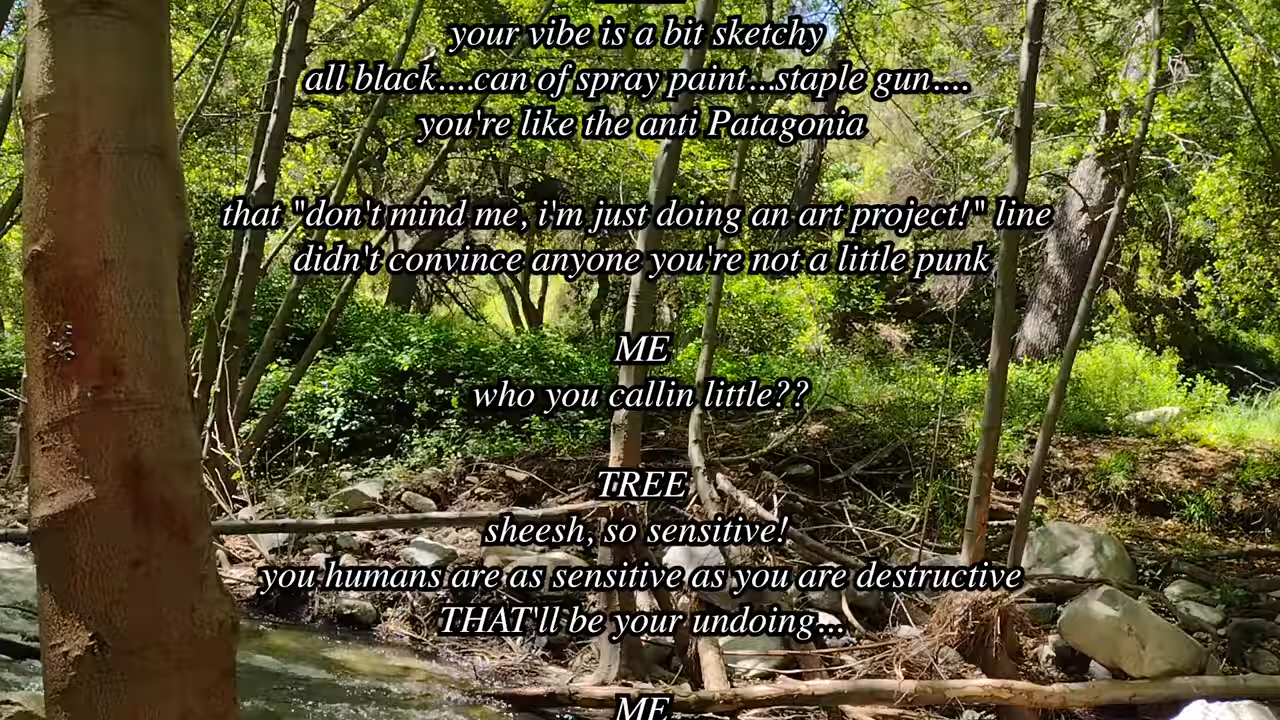 your vibe is a bit sketchy
all black....can of spray paint...staple gun....
you're like the anti Patagonia
that "don't mind me, i'm just doing an art project!" line
didn't convince anyone you're not a little punk
ME
who you callin little??
TREE
sheesh, so sensitive!
you humans are as sensitive as you are destructive
THAT'll be your undoing...
ME